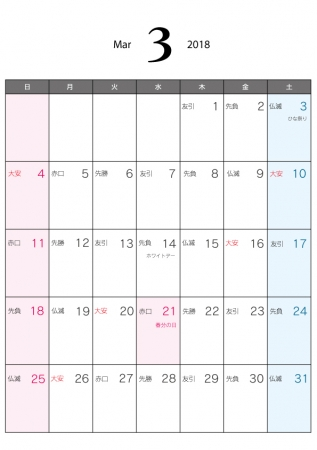 Mar 3 2018
日 月 火 水 木 金 土
友引 1 先負 2 仏滅 3
ひな祭り
大安 4 赤口 5 先勝 6 友引 7 先負 8 仏滅 9 大安 10
赤口 11 先勝 12 友引 13 先負 14 仏滅 15 大安 16 友引 17
ホワイトデー
先負 18 仏滅 19 大安 20 赤口 21 先勝 22 友引 23 先負 24
春分の日
仏滅 25 大安 26 赤口 27 先勝 28 友引 29 先負 30 仏滅 31